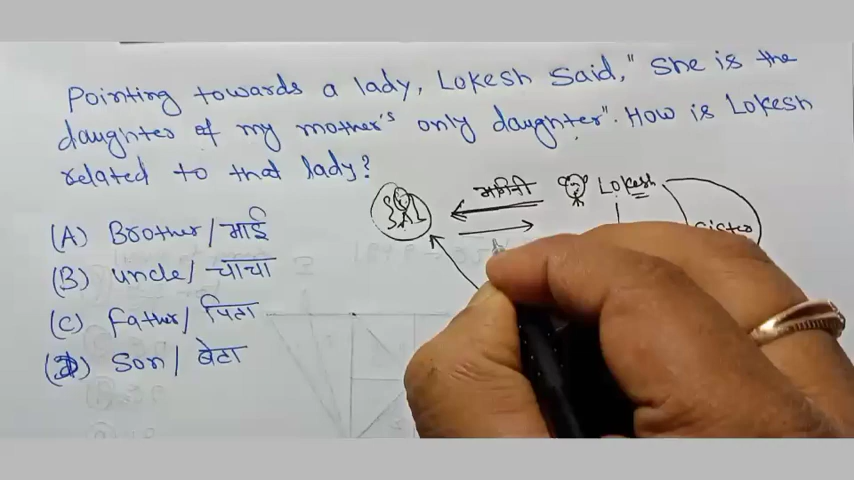 Pointing towards a lady, Lokesh said, "She is the
daughter of my mother's only daughter". How is Lokesh
related to that lady?
(A) Brother/भाई
(B) uncle/चाचा
(C) father/पिता
(D) Son/बेटा
भगिनी
Lokesh
Sister